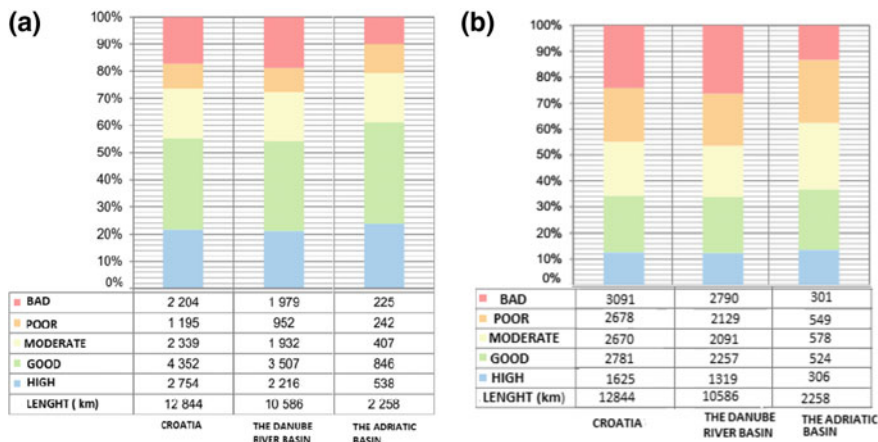 (a)
100%
90%
80%
70%
60%
50%
40%
30%
20%
10%
0%
BAD 2 204 1 979 225
POOR 1 195 952 242
MODERATE 2 339 1 932 407
GOOD 4 352 3 507 846
HIGH 2 754 2 216 538
LENGHT ( km) 12 844 10 586 2 258
CROATIA THE DANUBE THE ADRIATIC
RIVER BASIN BASIN
(b)
100%
90%
80%
70%
60%
50%
40%
30%
20%
10%
0%
BAD 3091 2790 301
POOR 2678 2129 549
MODERATE 2670 2091 578
GOOD 2781 2257 524
HIGH 1625 1319 306
LENGHT (km) 12844 10586 2258
CROATIA THE DANUBE THE ADRIATIC
RIVER BASIN BASIN